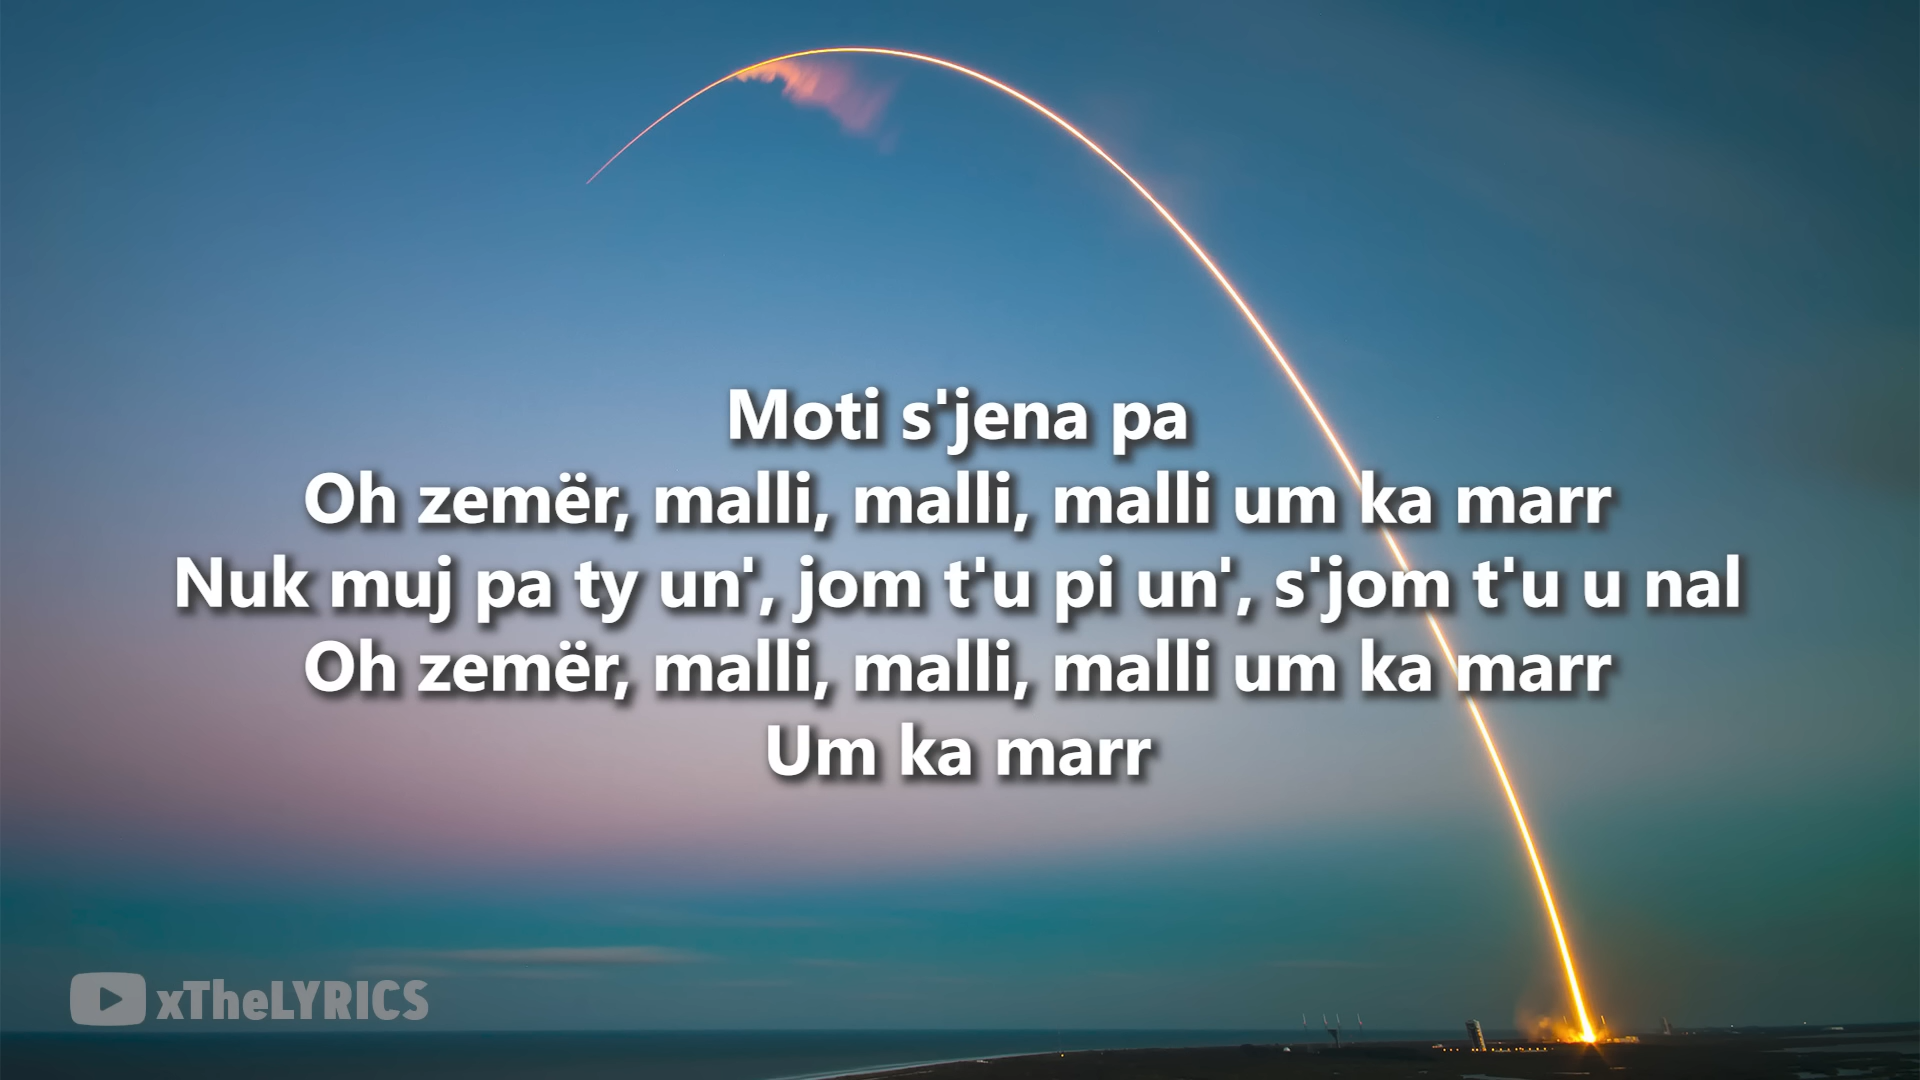 Moti s'jena pa
Oh zemër, malli, malli, malli um ka marr
Nuk muj pa ty un', jom t'u pi un', s'jom t'u u nal
Oh zemër, malli, malli, malli um ka marr
Um ka marr
xTheLYRICS